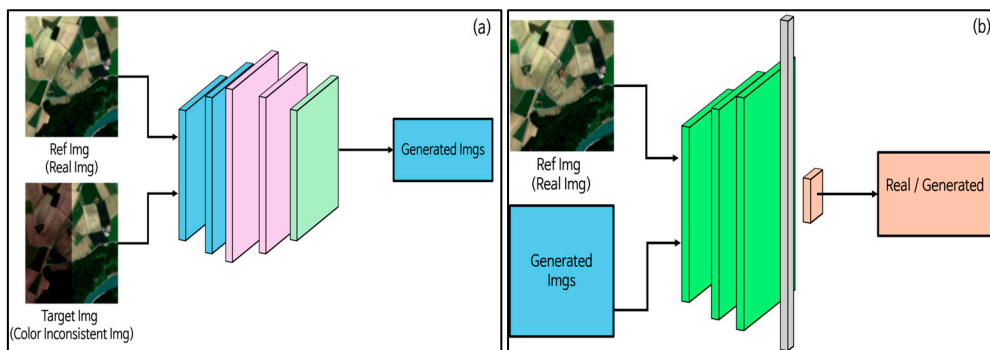 (a)
Ref Img
(Real Img)
Generated Imgs
Target Img
(Color Inconsistent Img)
(b)
Ref Img
(Real Img)
Generated
Imgs
Real / Generated